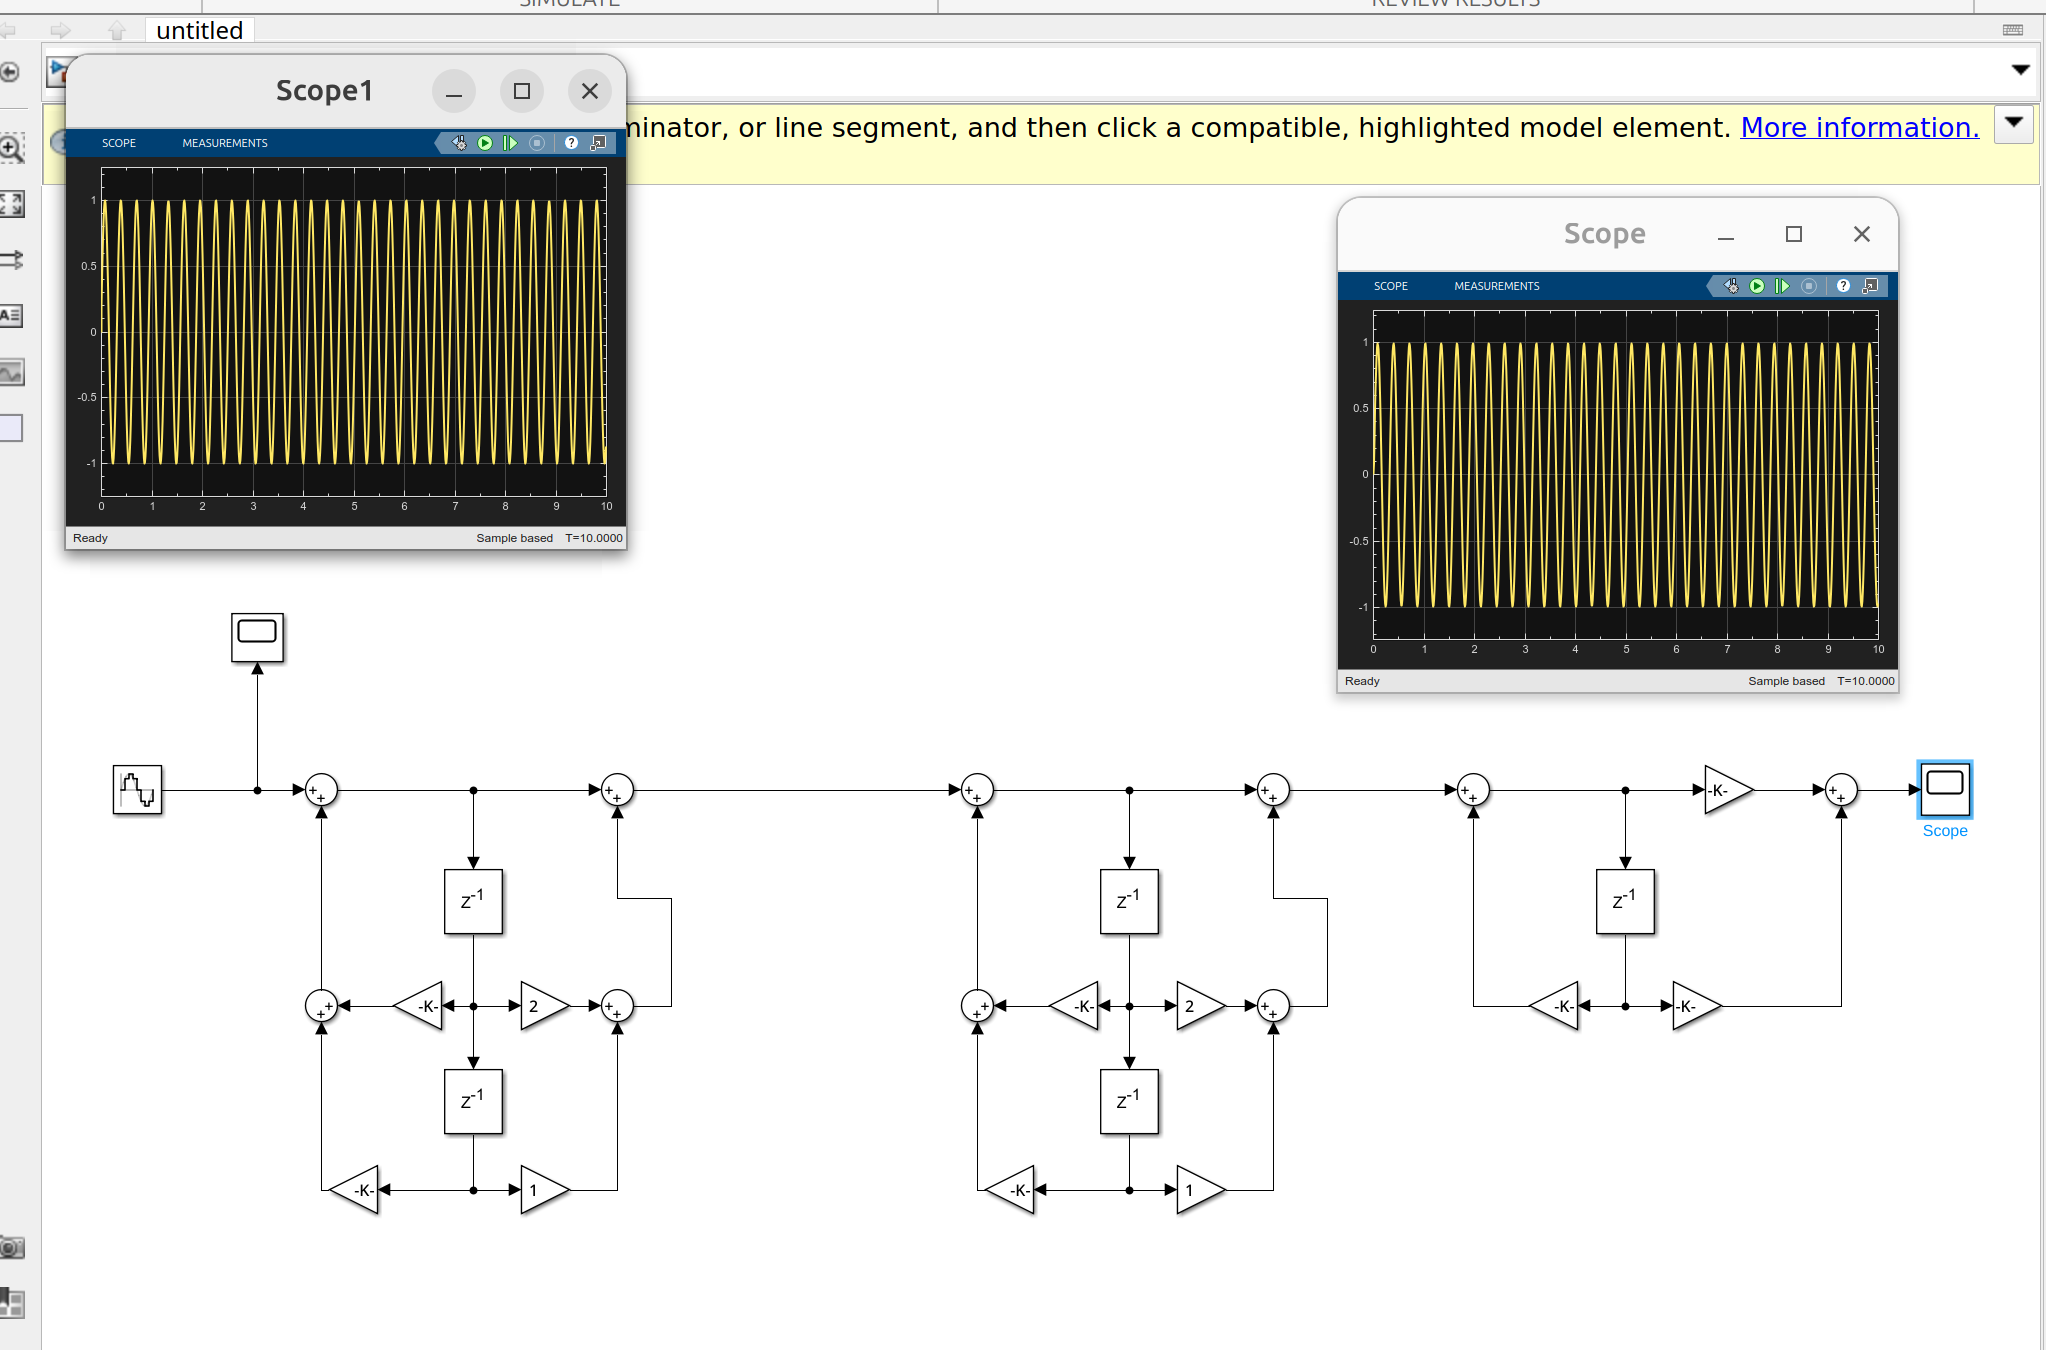 SIMULATE
REVIEW RESULTS
untitled
Scope1
minator, or line segment, and then click a compatible, highlighted model element. More information.
SCOPE MEASUREMENTS
?
1
0.5
0
-0.5
-1
0 1 2 3 4 5 6 7 8 9 10
Ready Sample based T=10.0000
Scope
SCOPE MEASUREMENTS
?
1
0.5
0
-0.5
-1
0 1 2 3 4 5 6 7 8 9 10
Ready Sample based T=10.0000
+ + + + + + + + + + -K- + +
Scope
z-1 z-1 z-1
+ + -K- 2 + + + + -K- 2 + + -K- -K-
z-1 z-1
-K- 1 -K- 1